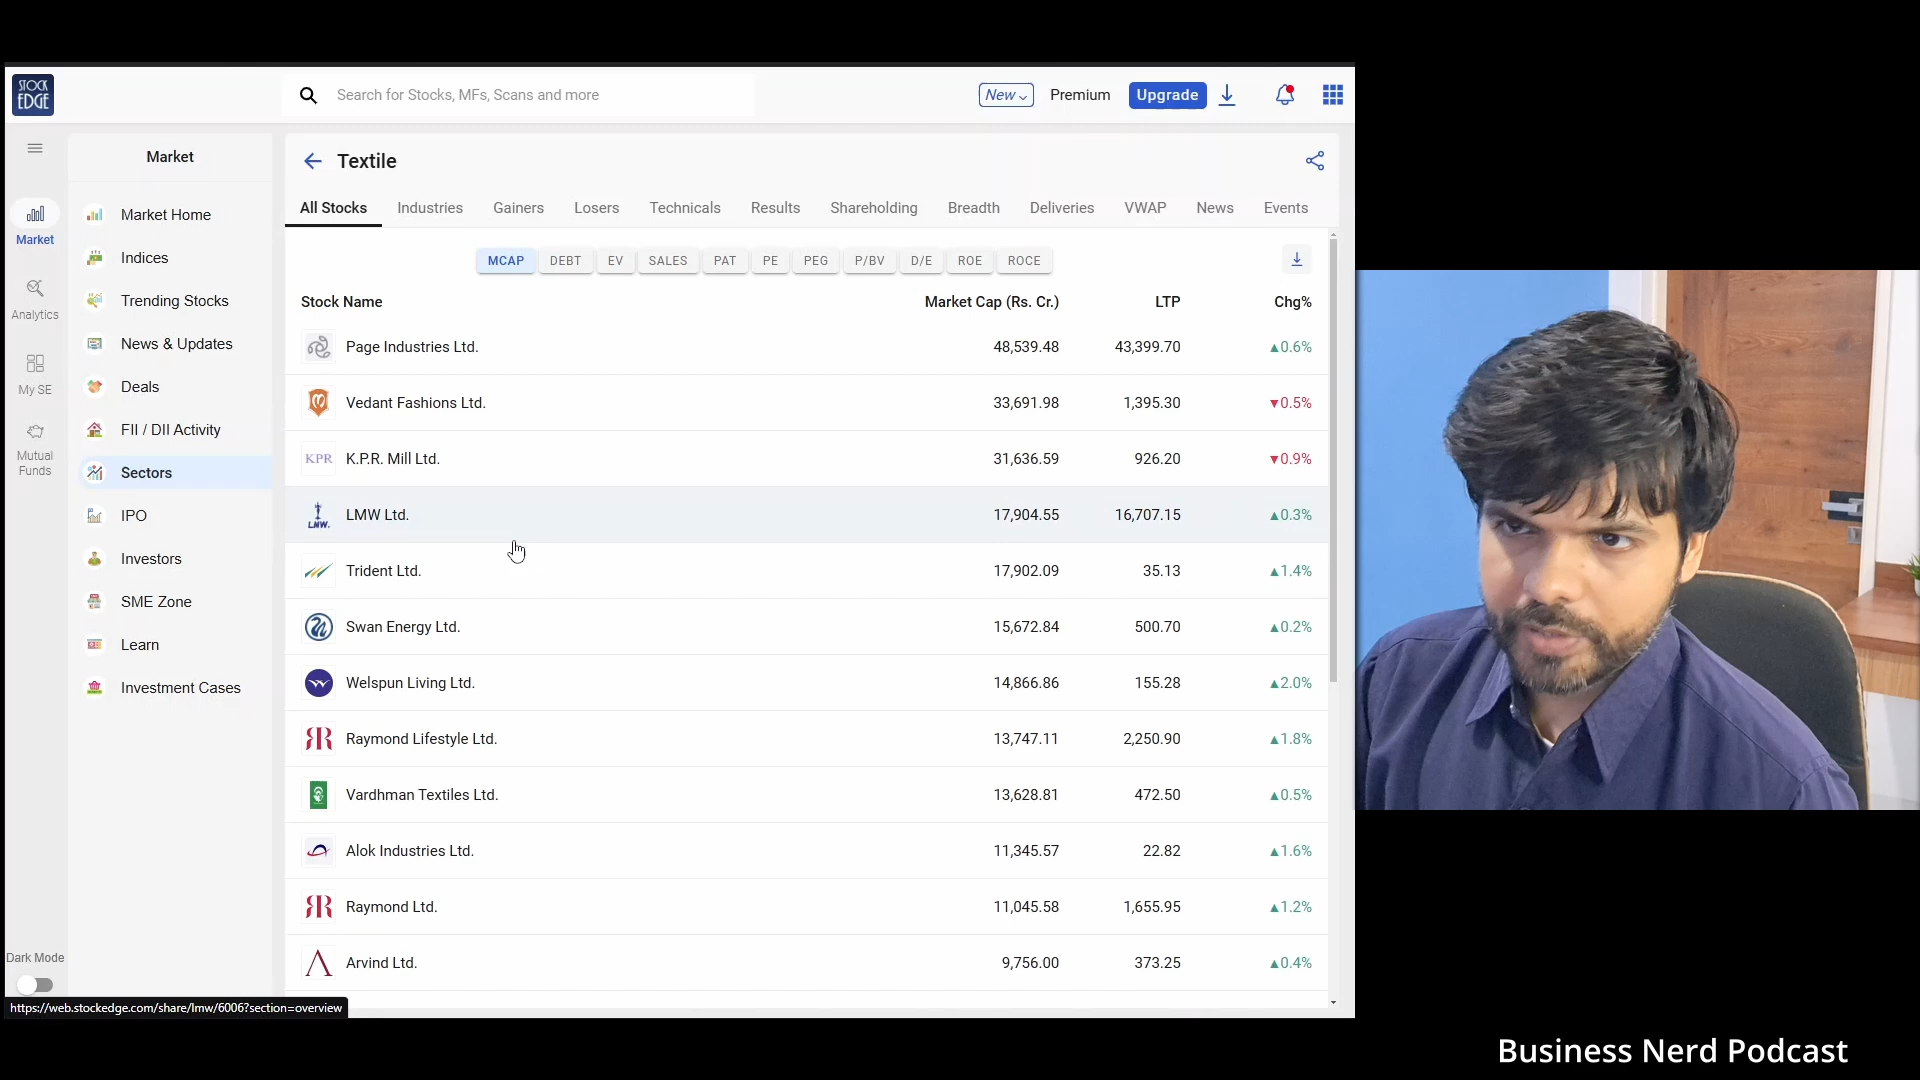 STOCK
EDGE
Search for Stocks, MFs, Scans and more
New
Premium
Upgrade
Market
Textile
All Stocks Industries Gainers Losers Technicals Results Shareholding Breadth Deliveries VWAP News Events
MCAP DEBT EV SALES PAT PE PEG P/BV D/E ROE ROCE
Market
Analytics
My SE
Mutual
Funds
Dark Mode
Market Home
Indices
Trending Stocks
News & Updates
Deals
FII / DII Activity
Sectors
IPO
Investors
SME Zone
Learn
Investment Cases
Stock Name Market Cap (Rs. Cr.) LTP Chg%
Page Industries Ltd. 48,539.48 43,399.70 ▲0.6%
Vedant Fashions Ltd. 33,691.98 1,395.30 ▼0.5%
KPR K.P.R. Mill Ltd. 31,636.59 926.20 ▼0.9%
LMW. LMW Ltd. 17,904.55 16,707.15 ▲0.3%
Trident Ltd. 17,902.09 35.13 ▲1.4%
Swan Energy Ltd. 15,672.84 500.70 ▲0.2%
Welspun Living Ltd. 14,866.86 155.28 ▲2.0%
Raymond Lifestyle Ltd. 13,747.11 2,250.90 ▲1.8%
Vardhman Textiles Ltd. 13,628.81 472.50 ▲0.5%
Alok Industries Ltd. 11,345.57 22.82 ▲1.6%
Raymond Ltd. 11,045.58 1,655.95 ▲1.2%
Arvind Ltd. 9,756.00 373.25 ▲0.4%
https://web.stockedge.com/share/lmw/6006?section=overview
Business Nerd Podcast